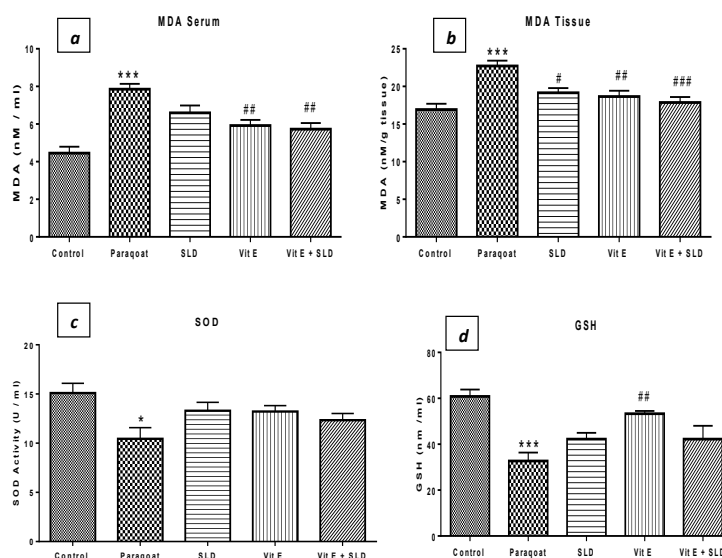 a
MDA Serum
MDA (nM / ml)
10
8
6
4
2
0
***
##
##
Control Paraqoat SLD Vit E Vit E + SLD
b
MDA Tissue
MDA (nM/g tissue)
25
20
15
10
5
0
***
#
##
###
Control Paraqoat SLD Vit E Vit E + SLD
c
SOD
SOD Activity (U / ml)
20
15
10
5
0
*
Control Paraqoat SLD Vit E Vit E + SLD
d
GSH
GSH (nm /ml)
80
60
40
20
0
***
##
Control Paraqoat SLD Vit E Vit E + SLD